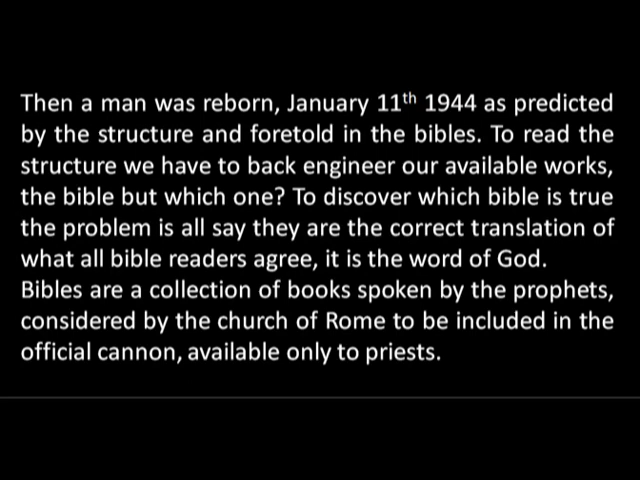 Then a man was reborn, January 11th 1944 as predicted
by the structure and foretold in the bibles. To read the
structure we have to back engineer our available works,
the bible but which one? To discover which bible is true
the problem is all say they are the correct translation of
what all bible readers agree, it is the word of God.
Bibles are a collection of books spoken by the prophets,
considered by the church of Rome to be included in the
official cannon, available only to priests.